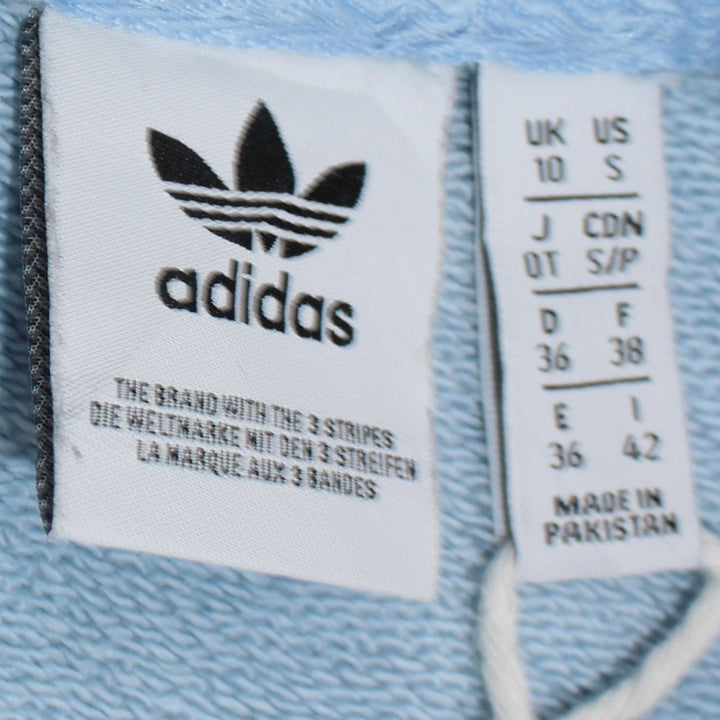 adidas
THE BRAND WITH THE 3 STRIPES
DIE WELTMARKE MIT DEN 3 STREIFEN
LA MARQUE AUX 3 BANDES
UK US
10 S
J CDN
OT S/P
D F
36 38
E I
36 42
MADE IN
PAKISTAN